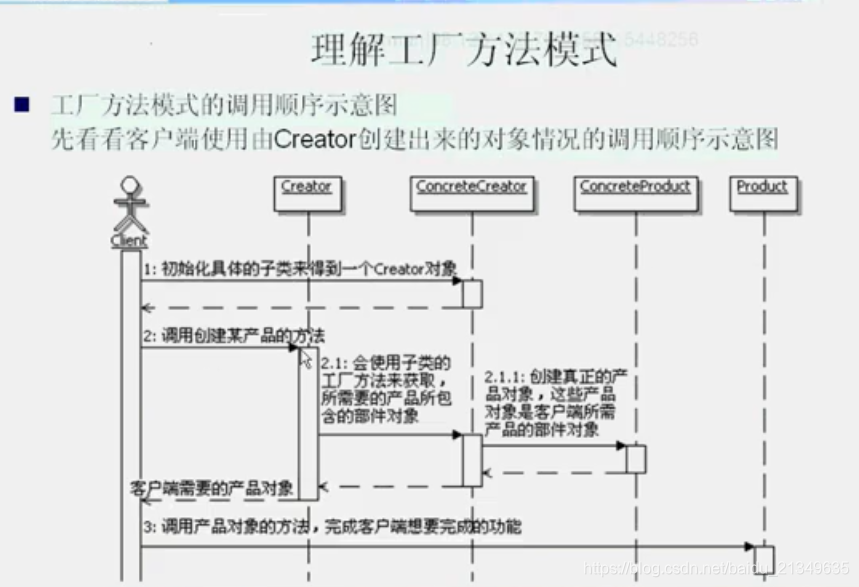 理解工厂方法模式
工厂方法模式的调用顺序示意图
先看看客户端使用由Creator创建出来的对象情况的调用顺序示意图
Creator
ConcreteCreator
ConcreteProduct
Product
Client
1: 初始化具体的子类来得到一个Creator对象
2: 调用创建某产品的方法
2.1: 会使用子类的
工厂方法来获取，
所需要的产品所包
含的部件对象
2.1.1: 创建真正的产
品对象，这些产品
对象是客户端所需
产品的部件对象
客户端需要的产品对象
3: 调用产品对象的方法，完成客户端想要完成的功能
https://blog.csdn.net/baidu_21349635